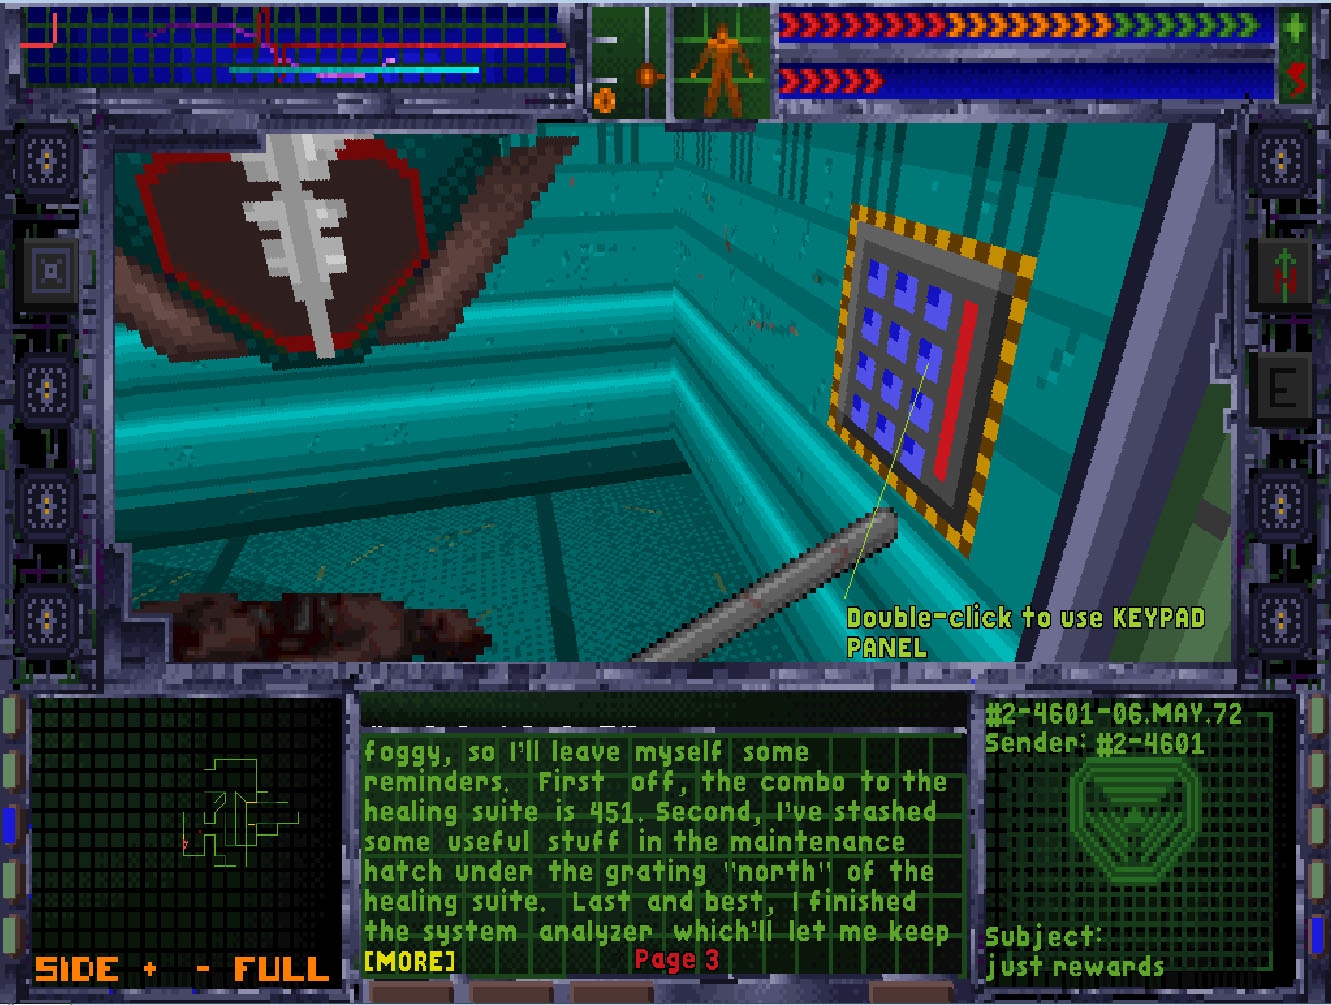 N
E
Double-click to use KEYPAD
PANEL
foggy, so I'll leave myself some
reminders. First off, the combo to the
healing suite is 451. Second, I've stashed
some useful stuff in the maintenance
hatch under the grating "north" of the
healing suite. Last and best, I finished
the system analyzer which'll let me keep
[MORE] Page 3
#2-4601-06.MAY.72
Sender: #2-4601
Subject:
just rewards
SIDE + - FULL